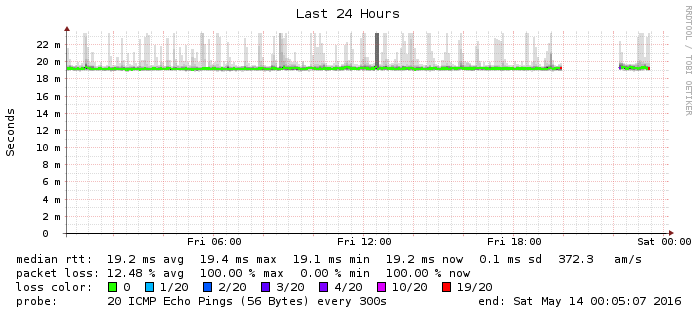 Last 24 Hours
RRDTOOL / TOBI OETIKER
Seconds
22 m
20 m
18 m
16 m
14 m
12 m
10 m
8 m
6 m
4 m
2 m
0
Fri 06:00 Fri 12:00 Fri 18:00 Sat 00:00
median rtt: 19.2 ms avg 19.4 ms max 19.1 ms min 19.2 ms now 0.1 ms sd 372.3 am/s
packet loss: 12.48 % avg 100.00 % max 0.00 % min 100.00 % now
loss color: 0 1/20 2/20 3/20 4/20 10/20 19/20
probe: 20 ICMP Echo Pings (56 Bytes) every 300s end: Sat May 14 00:05:07 2016